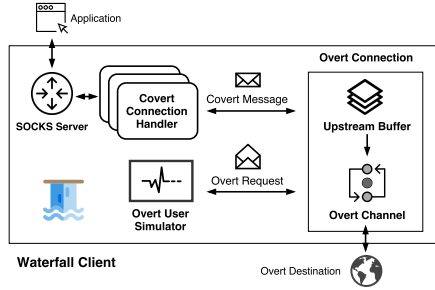 Application
Overt Connection
Covert
Connection
Handler
Covert Message
SOCKS Server
Upstream Buffer
Overt Request
Overt User
Simulator
Overt Channel
Waterfall Client
Overt Destination